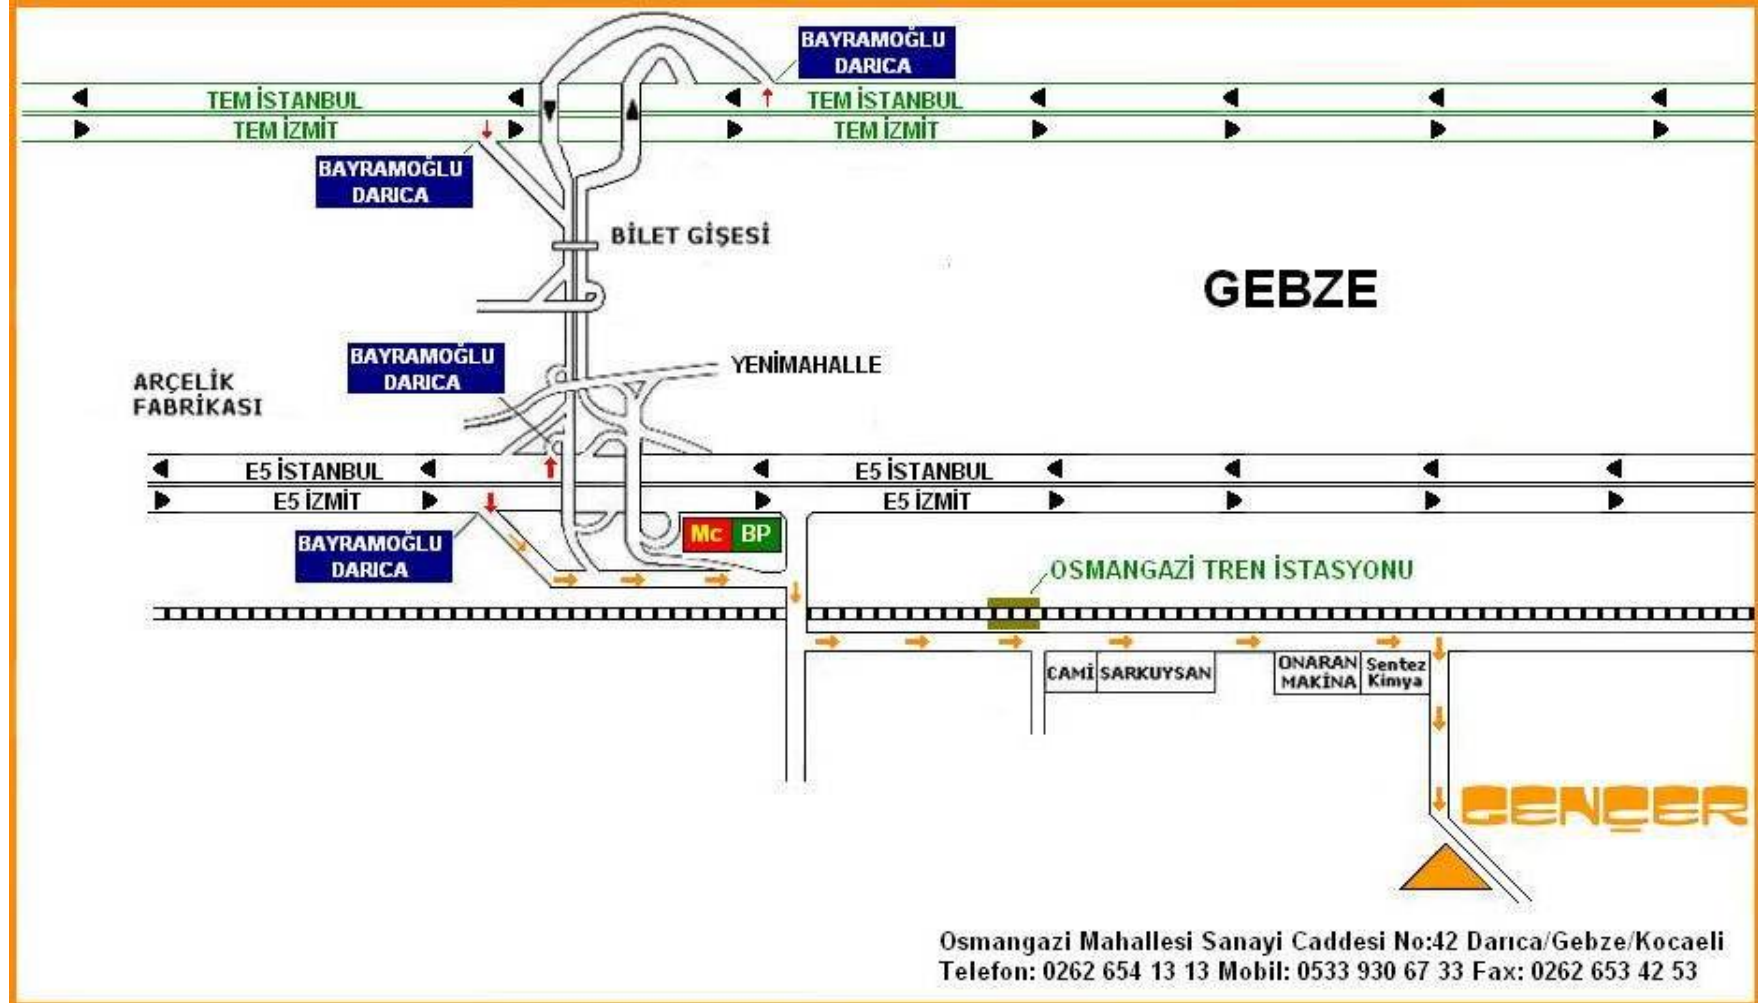 BAYRAMOĞLU
DARICA
TEM İSTANBUL
TEM İSTANBUL
TEM İZMİT
TEM İZMİT
BAYRAMOĞLU
DARICA
BİLET GİŞESİ
GEBZE
BAYRAMOĞLU
DARICA
YENİMAHALLE
ARÇELİK
FABRİKASI
E5 İSTANBUL
E5 İSTANBUL
E5 İZMİT
E5 İZMİT
Mc BP
BAYRAMOĞLU
DARICA
OSMANGAZİ TREN İSTASYONU
CAMİ
SARKUYSAN
ONARAN
MAKİNA
Sentez
Kimya
GENÇER
Osmangazi Mahallesi Sanayi Caddesi No:42 Darıca/Gebze/Kocaeli
Telefon: 0262 654 13 13 Mobil: 0533 930 67 33 Fax: 0262 653 42 53